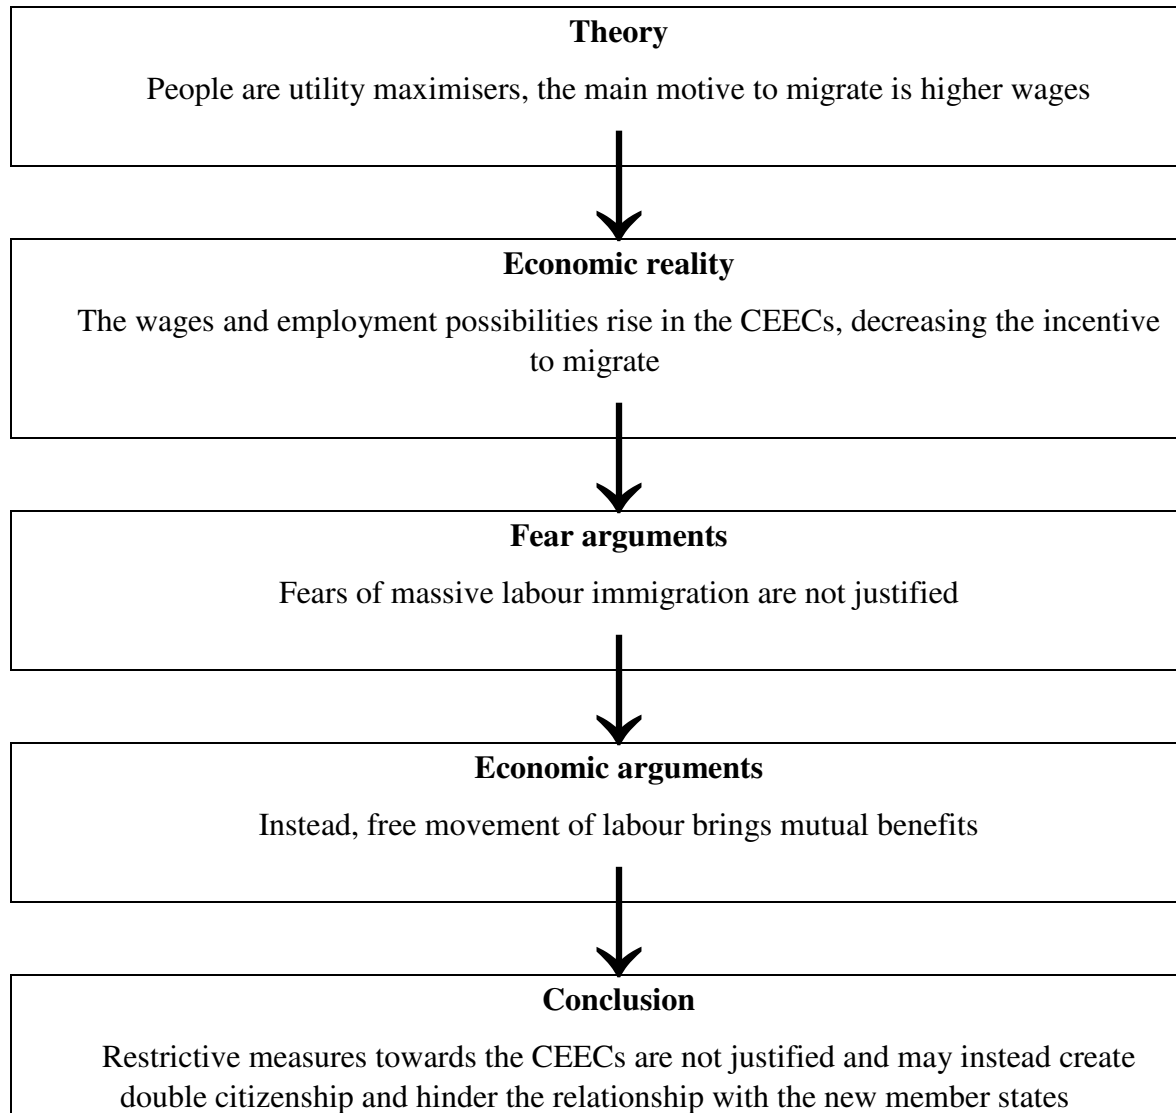 Theory
People are utility maximisers, the main motive to migrate is higher wages
Economic reality
The wages and employment possibilities rise in the CEECs, decreasing the incentive
to migrate
Fear arguments
Fears of massive labour immigration are not justified
Economic arguments
Instead, free movement of labour brings mutual benefits
Conclusion
Restrictive measures towards the CEECs are not justified and may instead create
double citizenship and hinder the relationship with the new member states